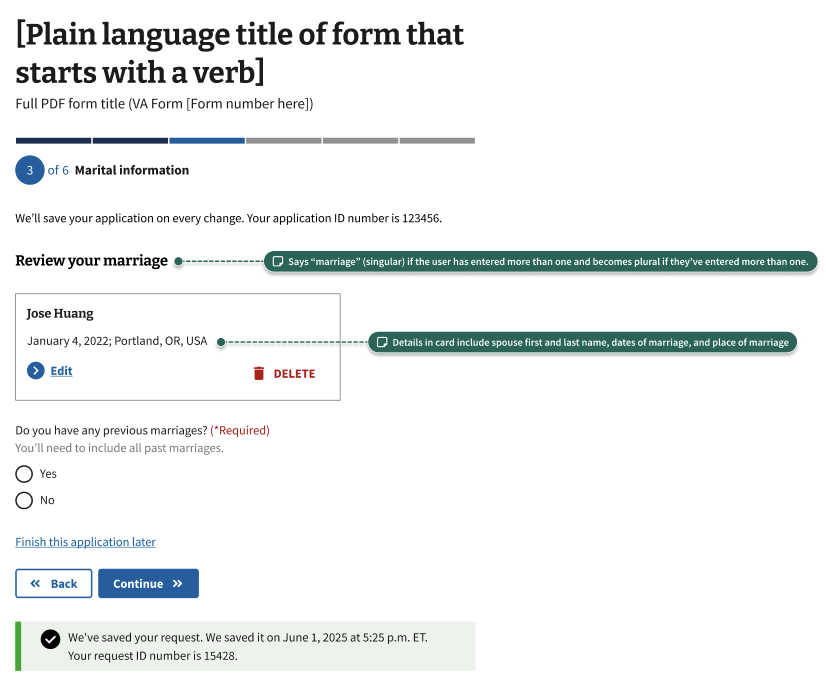 [Plain language title of form that
starts with a verb]
Full PDF form title (VA Form [Form number here])
3 of 6 Marital information
We'll save your application on every change. Your application ID number is 123456.
Review your marriage
Says “marriage” (singular) if the user has entered more than one and becomes plural if they've entered more than one.
Jose Huang
January 4, 2022; Portland, OR, USA
Details in card include spouse first and last name, dates of marriage, and place of marriage
Edit
DELETE
Do you have any previous marriages? (*Required)
You'll need to include all past marriages.
Yes
No
Finish this application later
Back
Continue
We've saved your request. We saved it on June 1, 2025 at 5:25 p.m. ET.
Your request ID number is 15428.